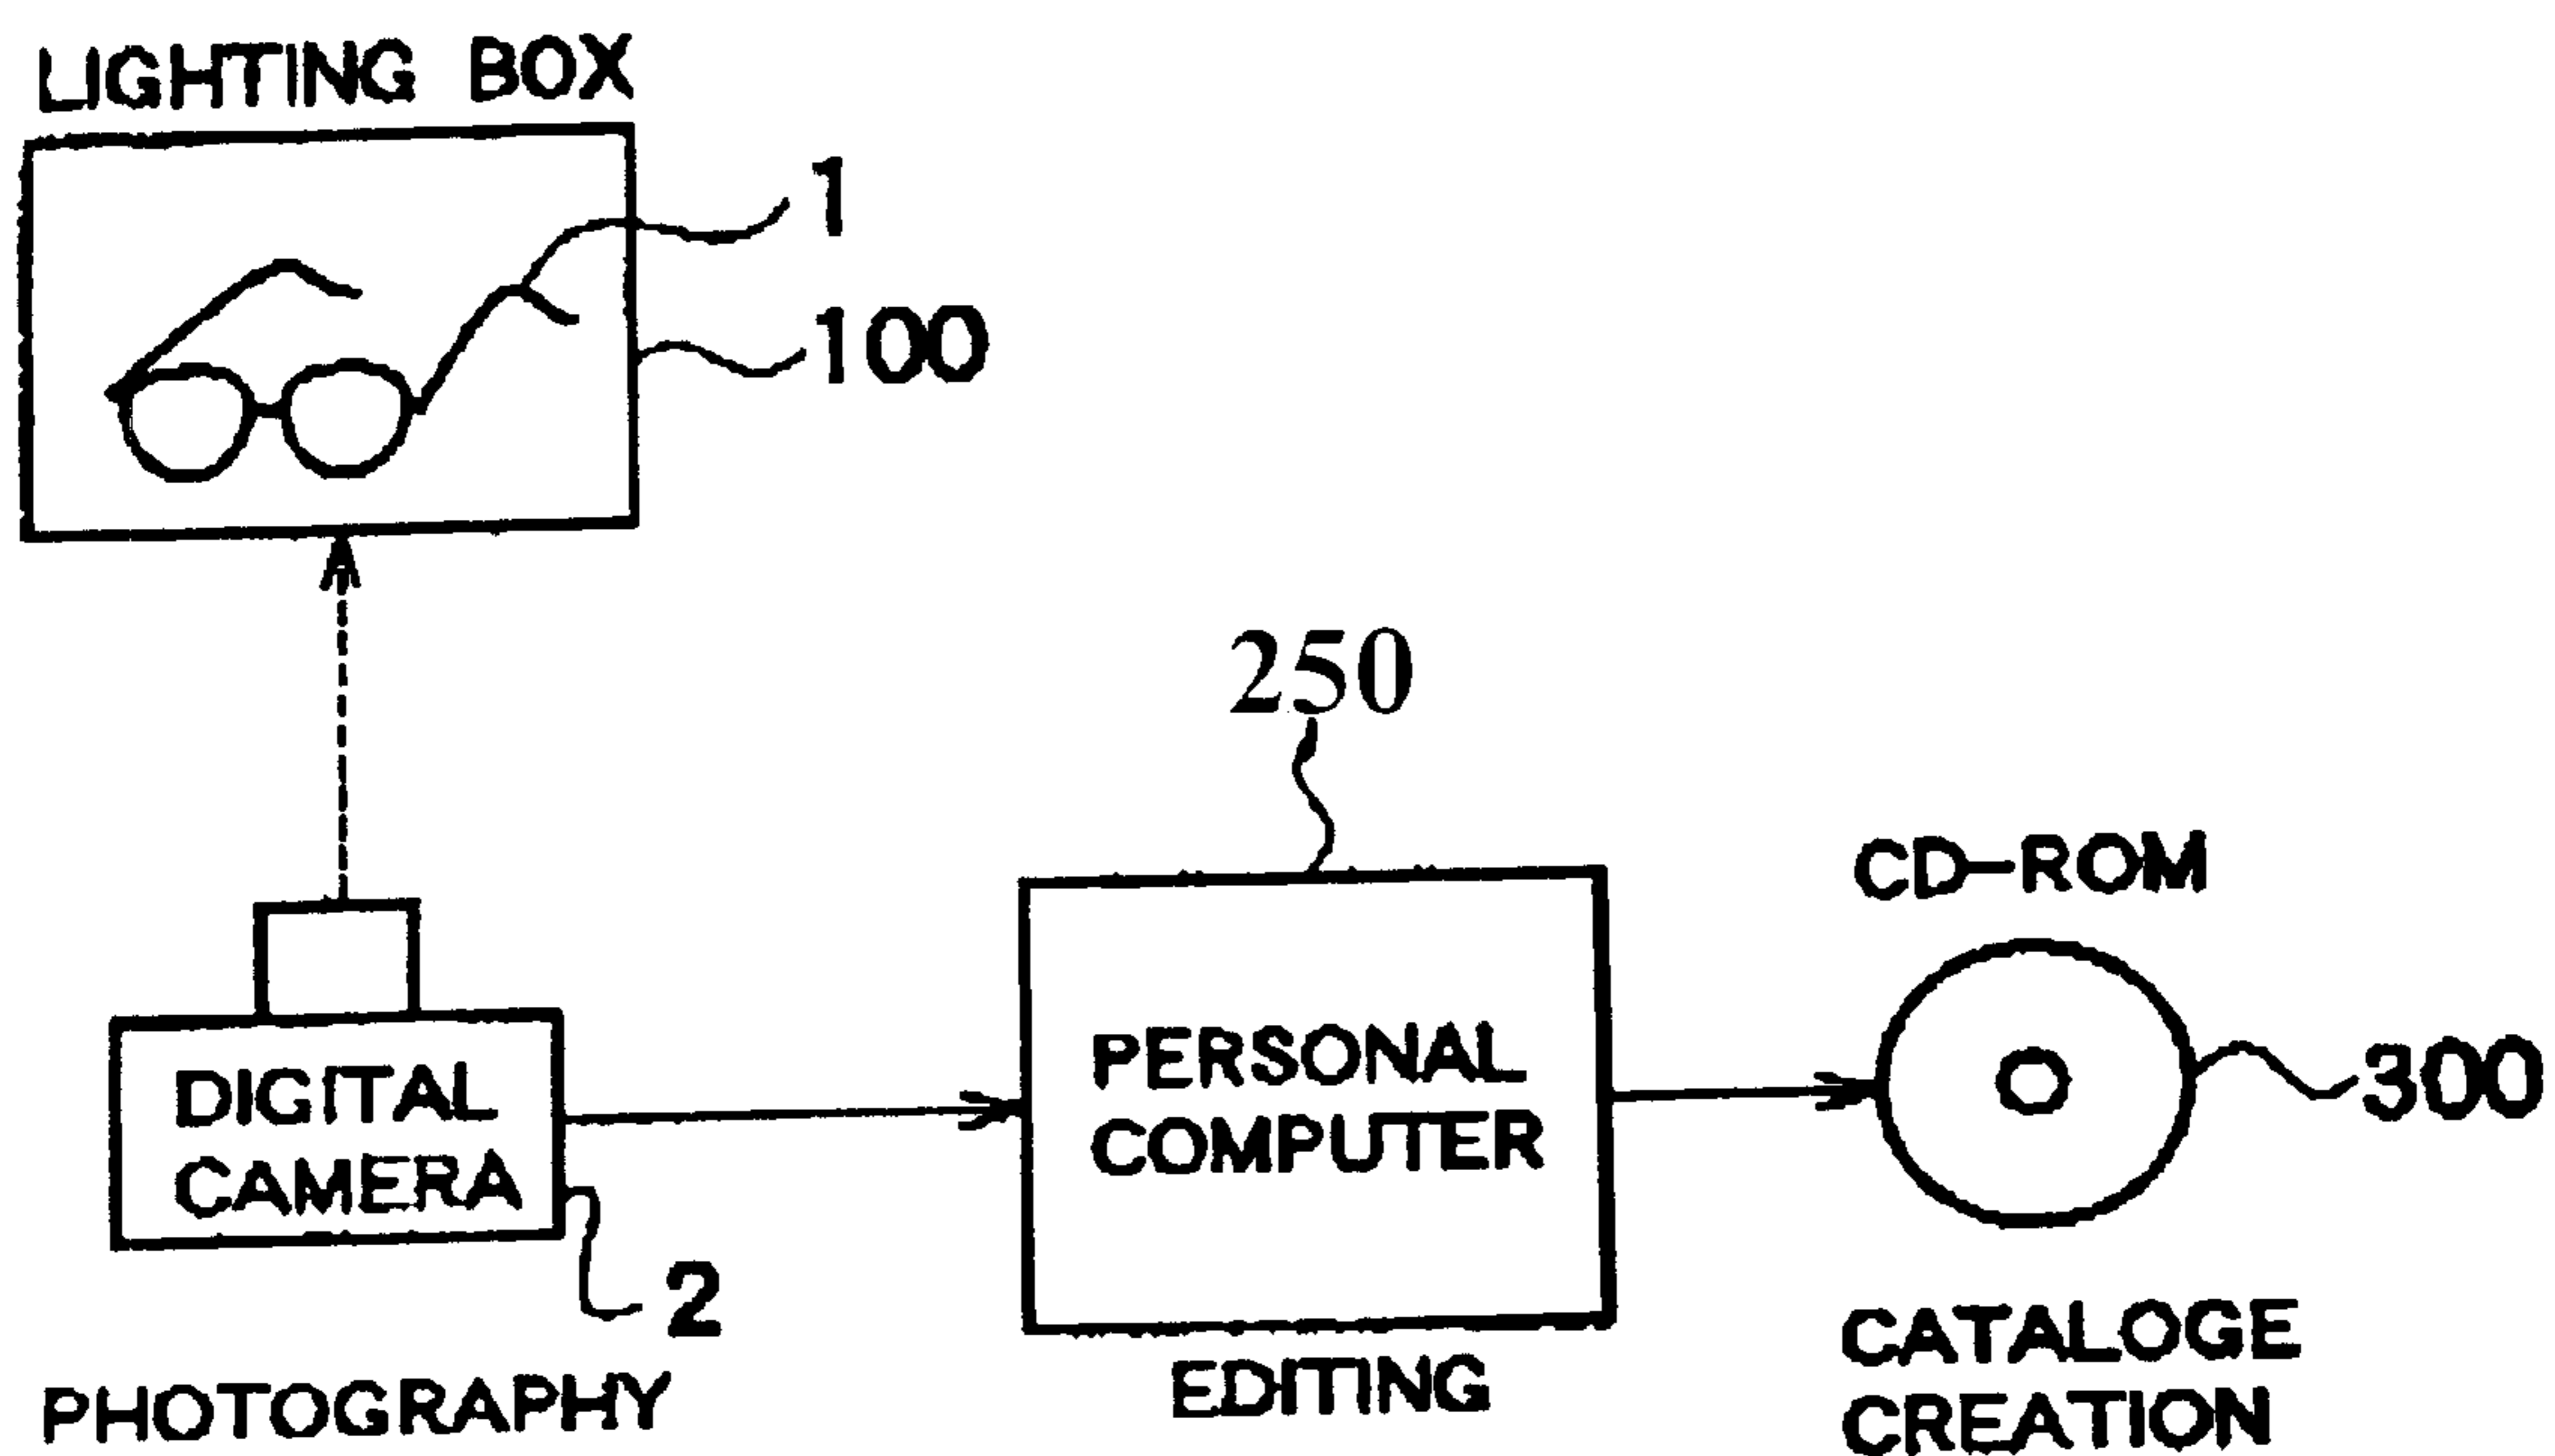 LIGHTING BOX
1
100
250
CD-ROM
DIGITAL
CAMERA
PERSONAL
COMPUTER
300
2
PHOTOGRAPHY
EDITING
CATALOGE
CREATION